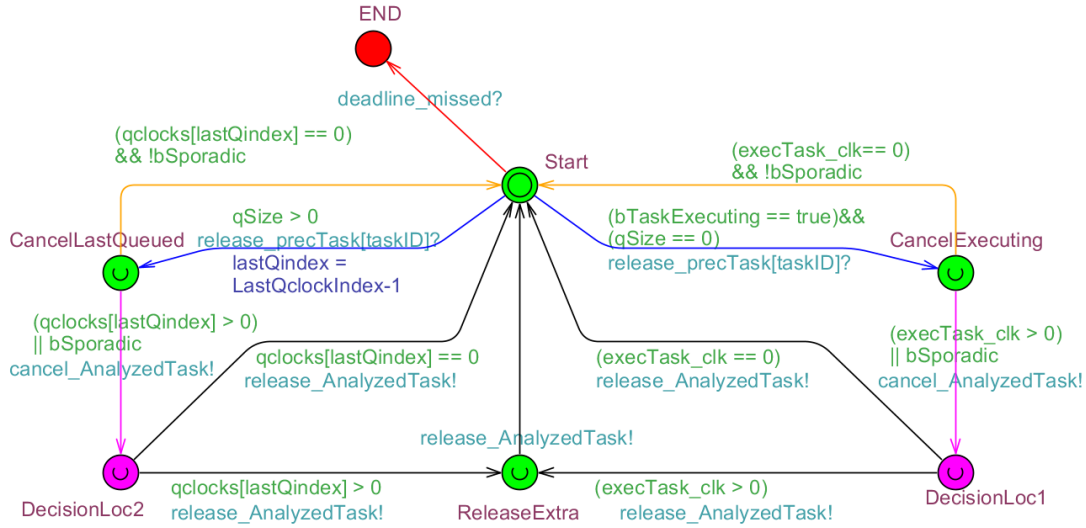 END
deadline_missed?
(qclocks[lastQindex] == 0)
&& !bSporadic
Start
(execTask_clk== 0)
&& !bSporadic
qSize > 0
release_precTask[taskID]?
lastQindex =
LastQclockIndex-1
(bTaskExecuting == true)&&
(qSize == 0)
release_precTask[taskID]?
CancelLastQueued
CancelExecuting
(qclocks[lastQindex] > 0)
|| bSporadic
cancel_AnalyzedTask!
qclocks[lastQindex] == 0
release_AnalyzedTask!
(execTask_clk == 0)
release_AnalyzedTask!
(execTask_clk > 0)
|| bSporadic
cancel_AnalyzedTask!
release_AnalyzedTask!
DecisionLoc2
qclocks[lastQindex] > 0
release_AnalyzedTask!
ReleaseExtra
(execTask_clk > 0)
release_AnalyzedTask!
DecisionLoc1